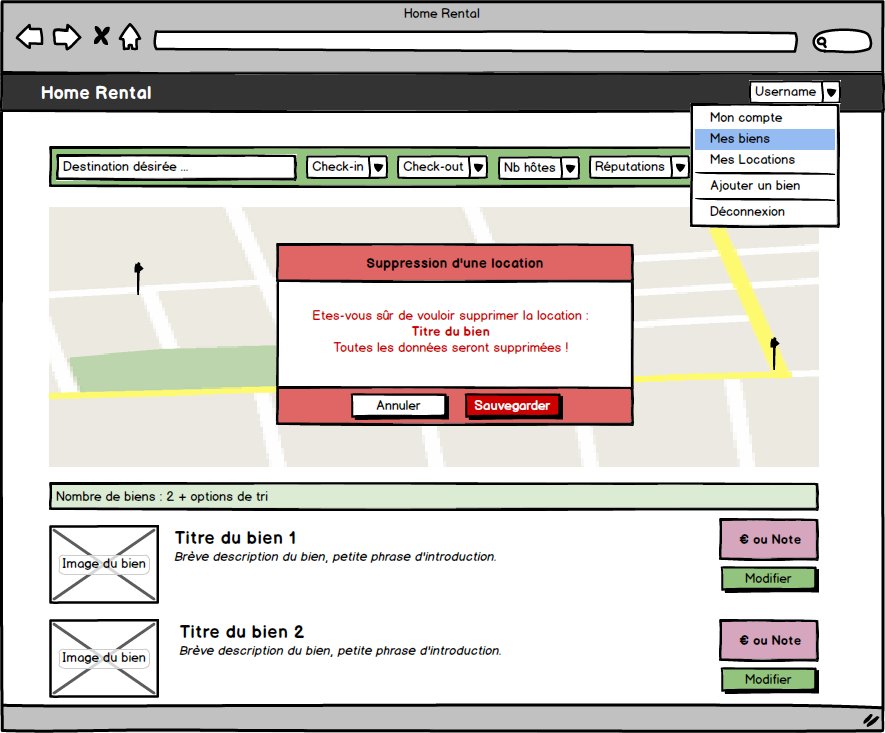 Home Rental
Home Rental
Username
Mon compte
Mes biens
Mes Locations
Ajouter un bien
Déconnexion
Destination désirée ...
Check-in
Check-out
Nb hôtes
Réputations
Suppression d'une location
Etes-vous sûr de vouloir supprimer la location :
Titre du bien
Toutes les données seront supprimées !
Annuler
Sauvegarder
Nombre de biens : 2 + options de tri
Image du bien
Titre du bien 1
Brève description du bien, petite phrase d'introduction.
€ ou Note
Modifier
Image du bien
Titre du bien 2
Brève description du bien, petite phrase d'introduction.
€ ou Note
Modifier